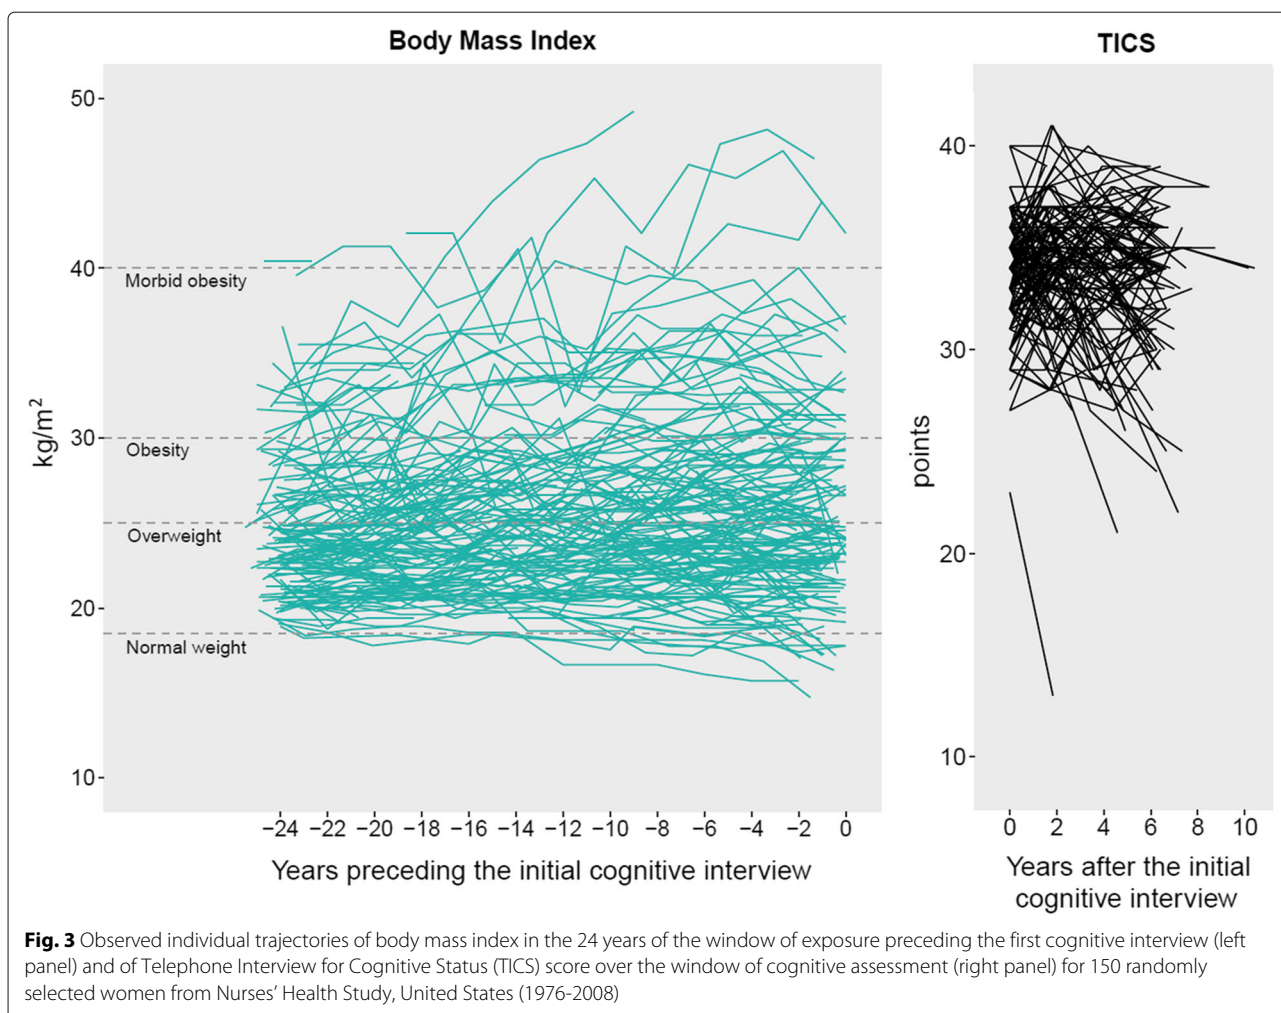 Body Mass Index
TICS
50
40
30
20
10
kg/m²
Morbid obesity
Obesity
Overweight
Normal weight
−24 −22 −20 −18 −16 −14 −12 −10 −8 −6 −4 −2 0
Years preceding the initial cognitive interview
40
30
20
10
points
0 2 4 6 8 10
Years after the initial
cognitive interview
Fig. 3 Observed individual trajectories of body mass index in the 24 years of the window of exposure preceding the first cognitive interview (left
panel) and of Telephone Interview for Cognitive Status (TICS) score over the window of cognitive assessment (right panel) for 150 randomly
selected women from Nurses’ Health Study, United States (1976-2008)